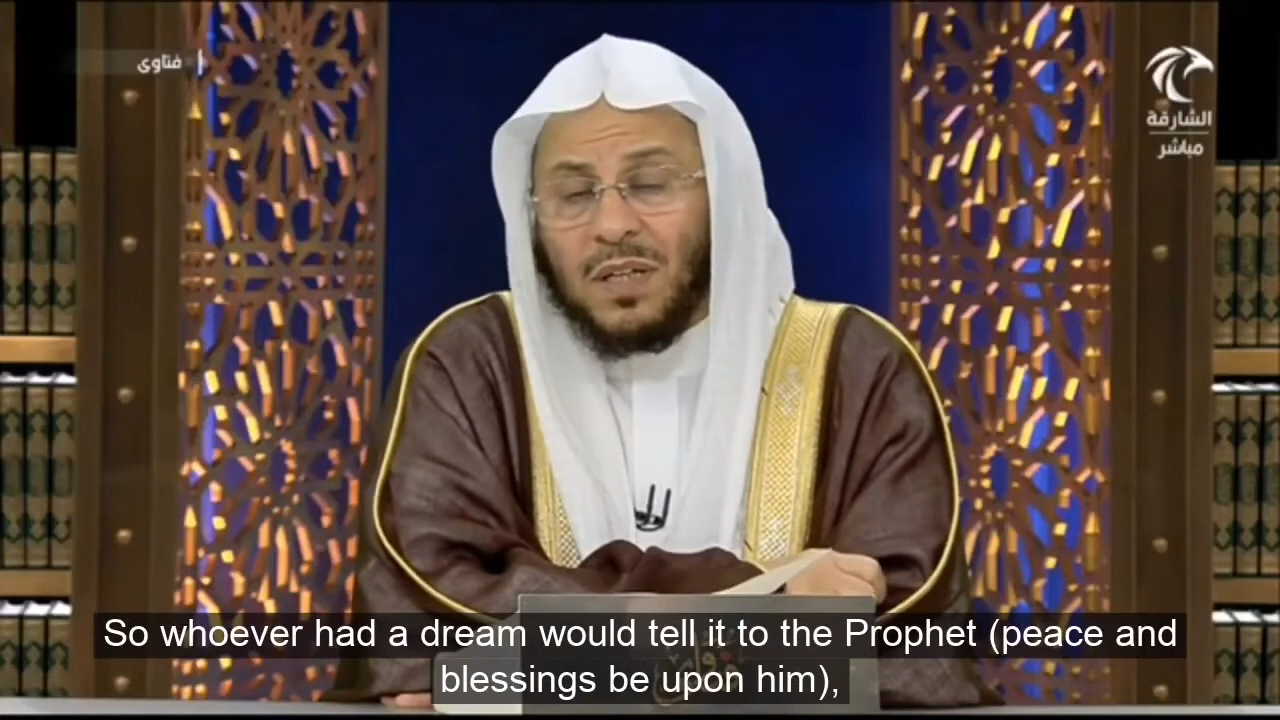 فتاوى
الشارقة
مباشر
So whoever had a dream would tell it to the Prophet (peace and
blessings be upon him),